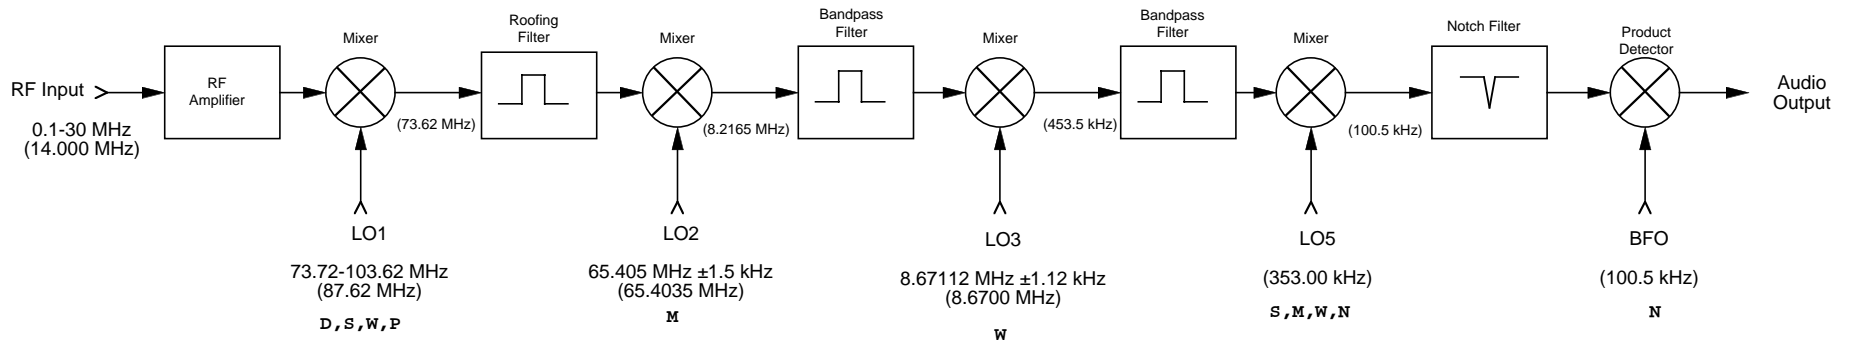 RF Input
0.1-30 MHz
(14.000 MHz)
RF
Amplifier
Mixer
(73.62 MHz)
LO1
73.72-103.62 MHz
(87.62 MHz)
D,S,W,P
Roofing
Filter
Mixer
(8.2165 MHz)
LO2
65.405 MHz ±1.5 kHz
(65.4035 MHz)
M
Bandpass
Filter
Mixer
(453.5 kHz)
LO3
8.67112 MHz ±1.12 kHz
(8.6700 MHz)
W
Bandpass
Filter
Mixer
(100.5 kHz)
LO5
(353.00 kHz)
S,M,W,N
Notch Filter
Product
Detector
BFO
(100.5 kHz)
N
Audio
Output